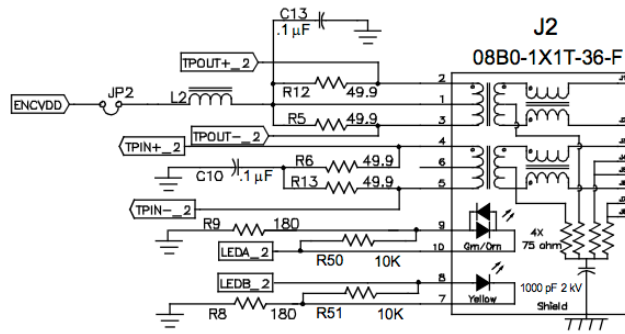 C13
.1 µF
J2
08B0-1X1T-36-F
TPOUT+_2
JP2
ENCVDD
L2
R12 49.9
2
1
R5 49.9
3
TPOUT-_2
TPIN+_2
4
C10 .1 µF
R6 49.9
6
R13 49.9
5
TPIN-_2
R9 180
9
Grn/Orn
LEDA_2
10
R50 10K
4X
75 ohm
LEDB_2
8
Yellow
7
R8 180
R51 10K
1000 pF 2 kV
Shield